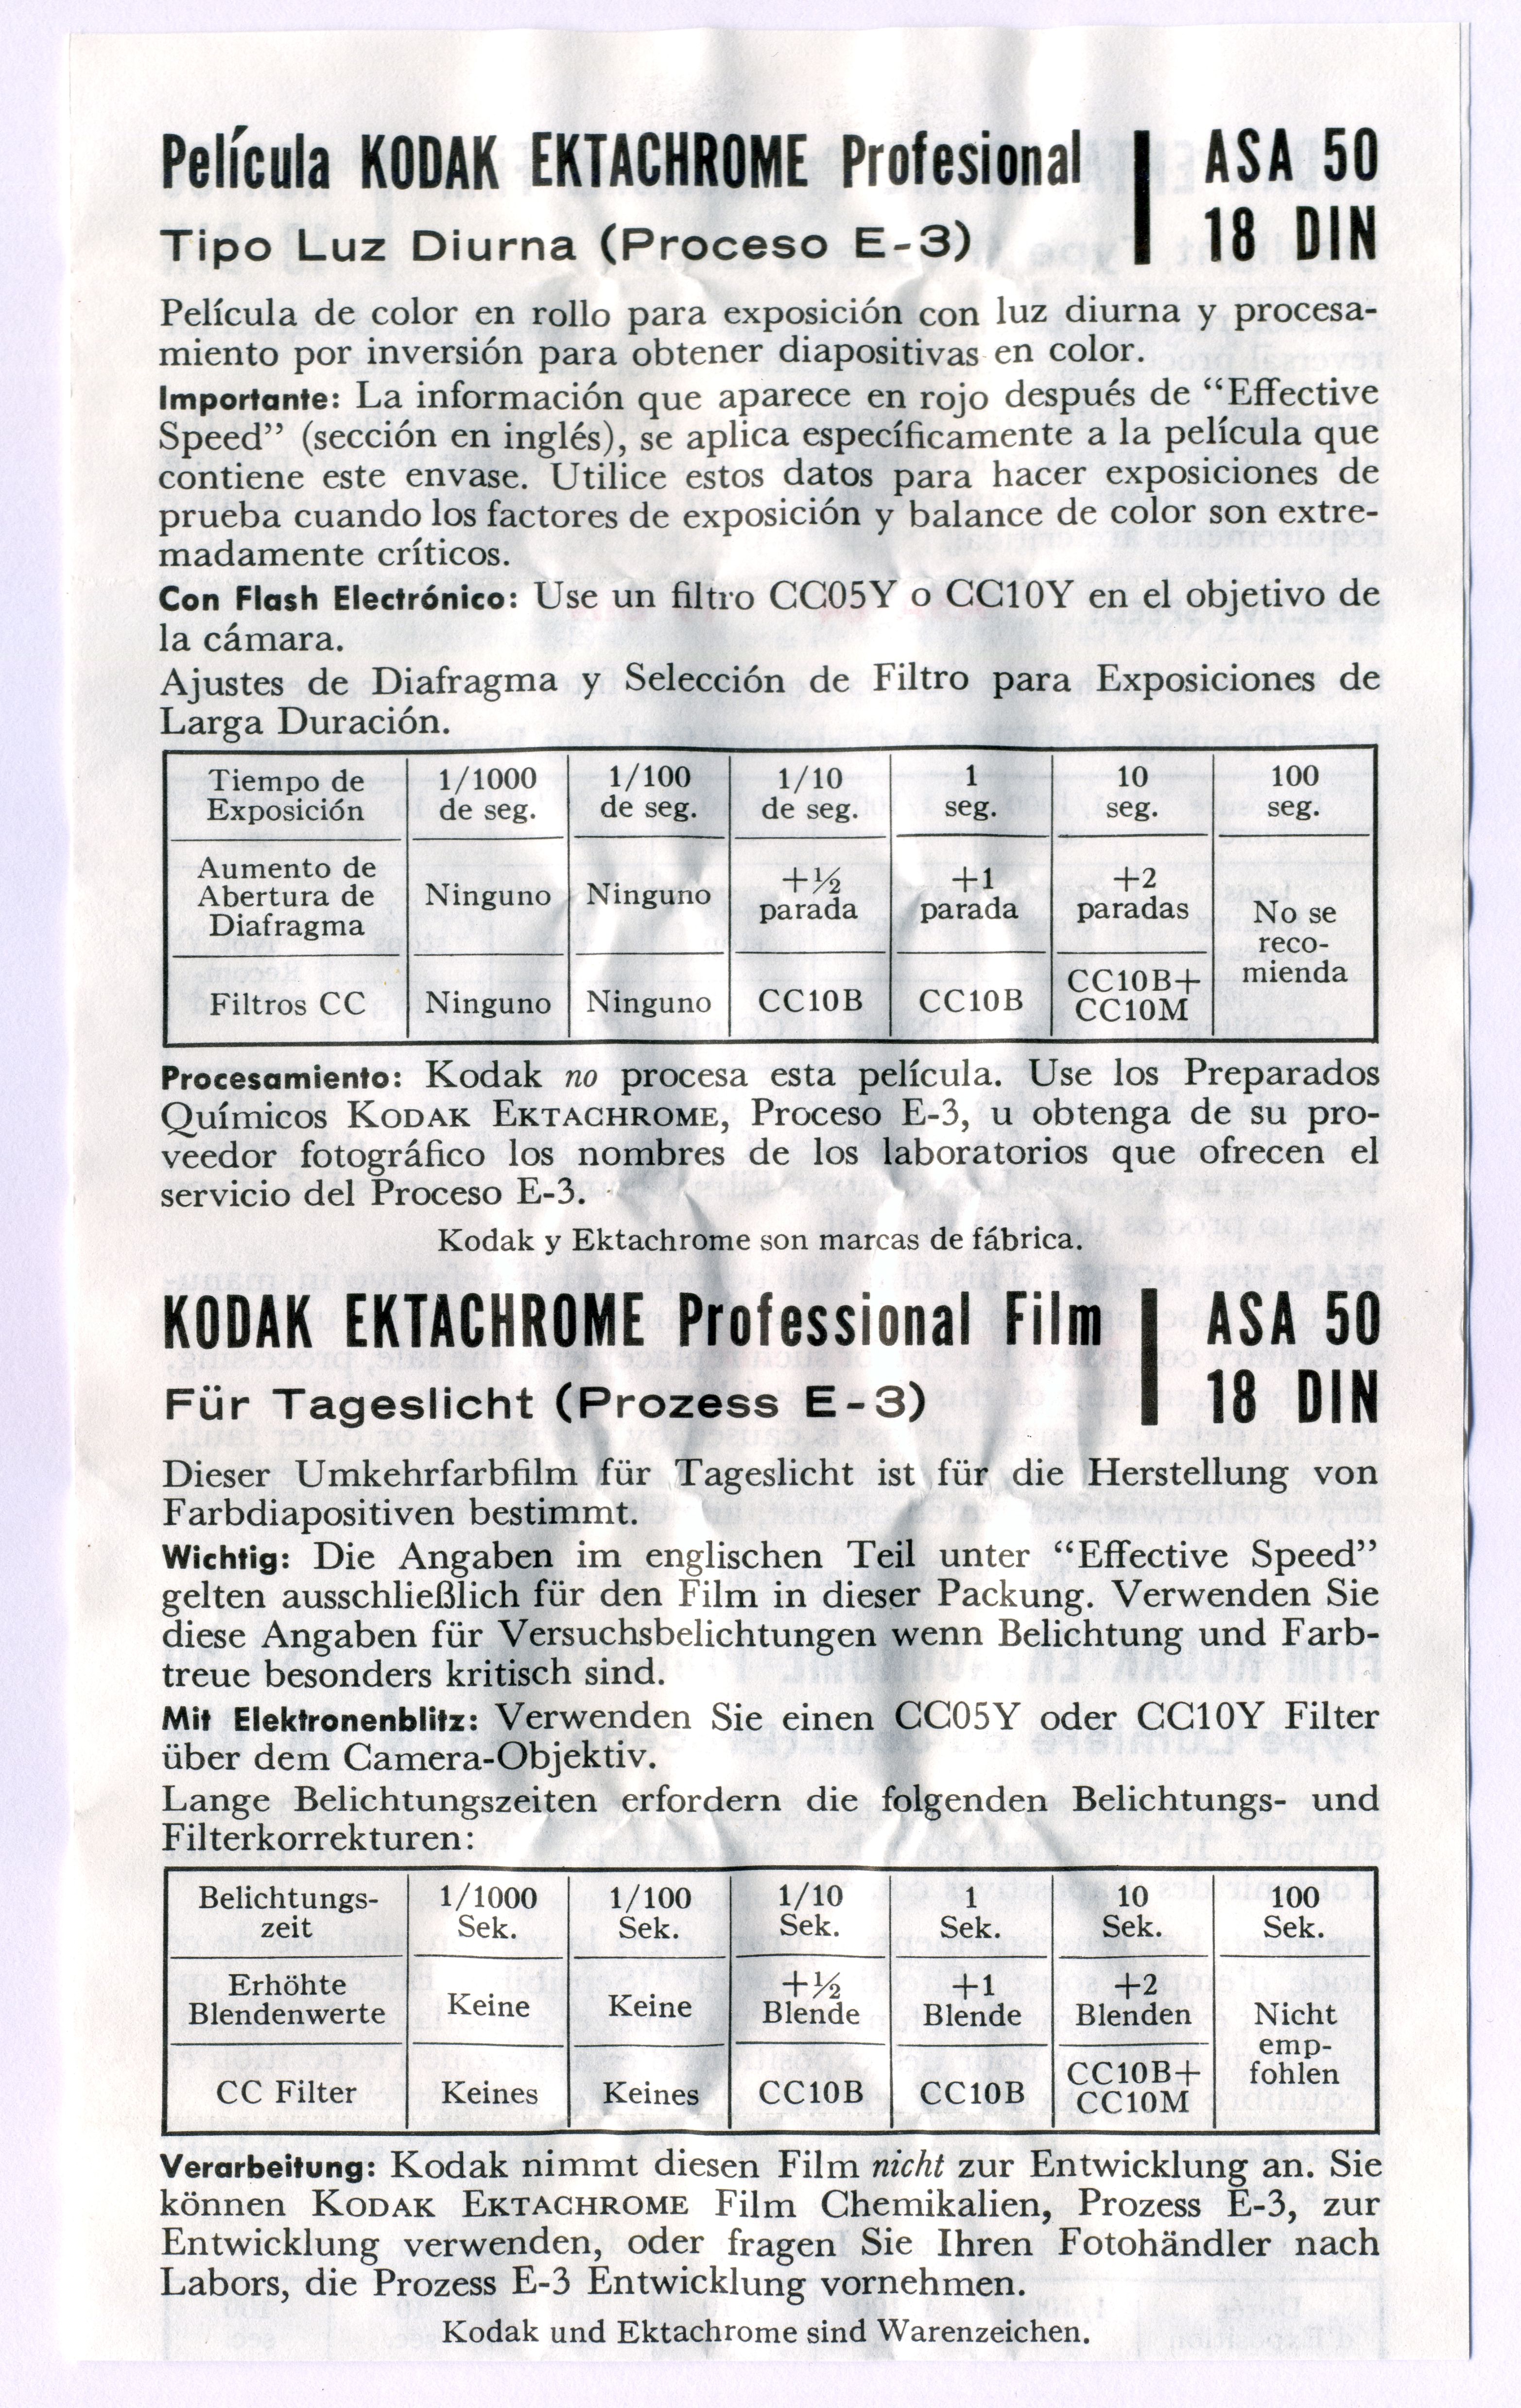 Película KODAK EKTACHROME Profesional ASA 50
Tipo Luz Diurna (Proceso E-3) 18 DIN
Película de color en rollo para exposición con luz diurna y procesa-
miento por inversión para obtener diapositivas en color.
Importante: La información que aparece en rojo después de “Effective
Speed” (sección en inglés), se aplica específicamente a la película que
contiene este envase. Utilice estos datos para hacer exposiciones de
prueba cuando los factores de exposición y balance de color son extre-
madamente críticos.
Con Flash Electrónico: Use un filtro CC05Y o CC10Y en el objetivo de
la cámara.
Ajustes de Diafragma y Selección de Filtro para Exposiciones de
Larga Duración.
Tiempo de Exposición 1/1000 de seg. 1/100 de seg. 1/10 de seg. 1 seg. 10 seg. 100 seg.
Aumento de Abertura de Diafragma Ninguno Ninguno +½ parada +1 parada +2 paradas No se reco-mienda
Filtros CC Ninguno Ninguno CC10B CC10B CC10B+ CC10M
Procesamiento: Kodak no procesa esta película. Use los Preparados
Químicos KODAK EKTACHROME, Proceso E-3, u obtenga de su pro-
veedor fotográfico los nombres de los laboratorios que ofrecen el
servicio del Proceso E-3.
Kodak y Ektachrome son marcas de fábrica.
KODAK EKTACHROME Professional Film ASA 50
Für Tageslicht (Prozess E-3) 18 DIN
Dieser Umkehrfarbfilm für Tageslicht ist für die Herstellung von
Farbdiapositiven bestimmt.
Wichtig: Die Angaben im englischen Teil unter “Effective Speed”
gelten ausschließlich für den Film in dieser Packung. Verwenden Sie
diese Angaben für Versuchsbelichtungen wenn Belichtung und Farb-
treue besonders kritisch sind.
Mit Elektronenblitz: Verwenden Sie einen CC05Y oder CC10Y Filter
über dem Camera-Objektiv.
Lange Belichtungszeiten erfordern die folgenden Belichtungs- und
Filterkorrekturen:
Belichtungs-zeit 1/1000 Sek. 1/100 Sek. 1/10 Sek. 1 Sek. 10 Sek. 100 Sek.
Erhöhte Blendenwerte Keine Keine +½ Blende +1 Blende +2 Blenden Nicht emp-fohlen
CC Filter Keines Keines CC10B CC10B CC10B+ CC10M
Verarbeitung: Kodak nimmt diesen Film nicht zur Entwicklung an. Sie
können KODAK EKTACHROME Film Chemikalien, Prozess E-3, zur
Entwicklung verwenden, oder fragen Sie Ihren Fotohändler nach
Labors, die Prozess E-3 Entwicklung vornehmen.
Kodak und Ektachrome sind Warenzeichen.